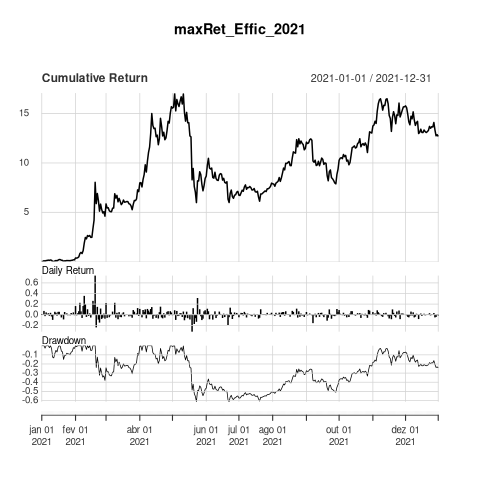 maxRet_Effic_2021
Cumulative Return 2021-01-01 / 2021-12-31
15
10
5
Daily Return
0.6
0.4
0.2
0.0
-0.2
Drawdown
-0.1
-0.2
-0.3
-0.4
-0.5
-0.6
jan 01 fev 01 abr 01 jun 01 jul 01 ago 01 out 01 dez 01
2021 2021 2021 2021 2021 2021 2021 2021